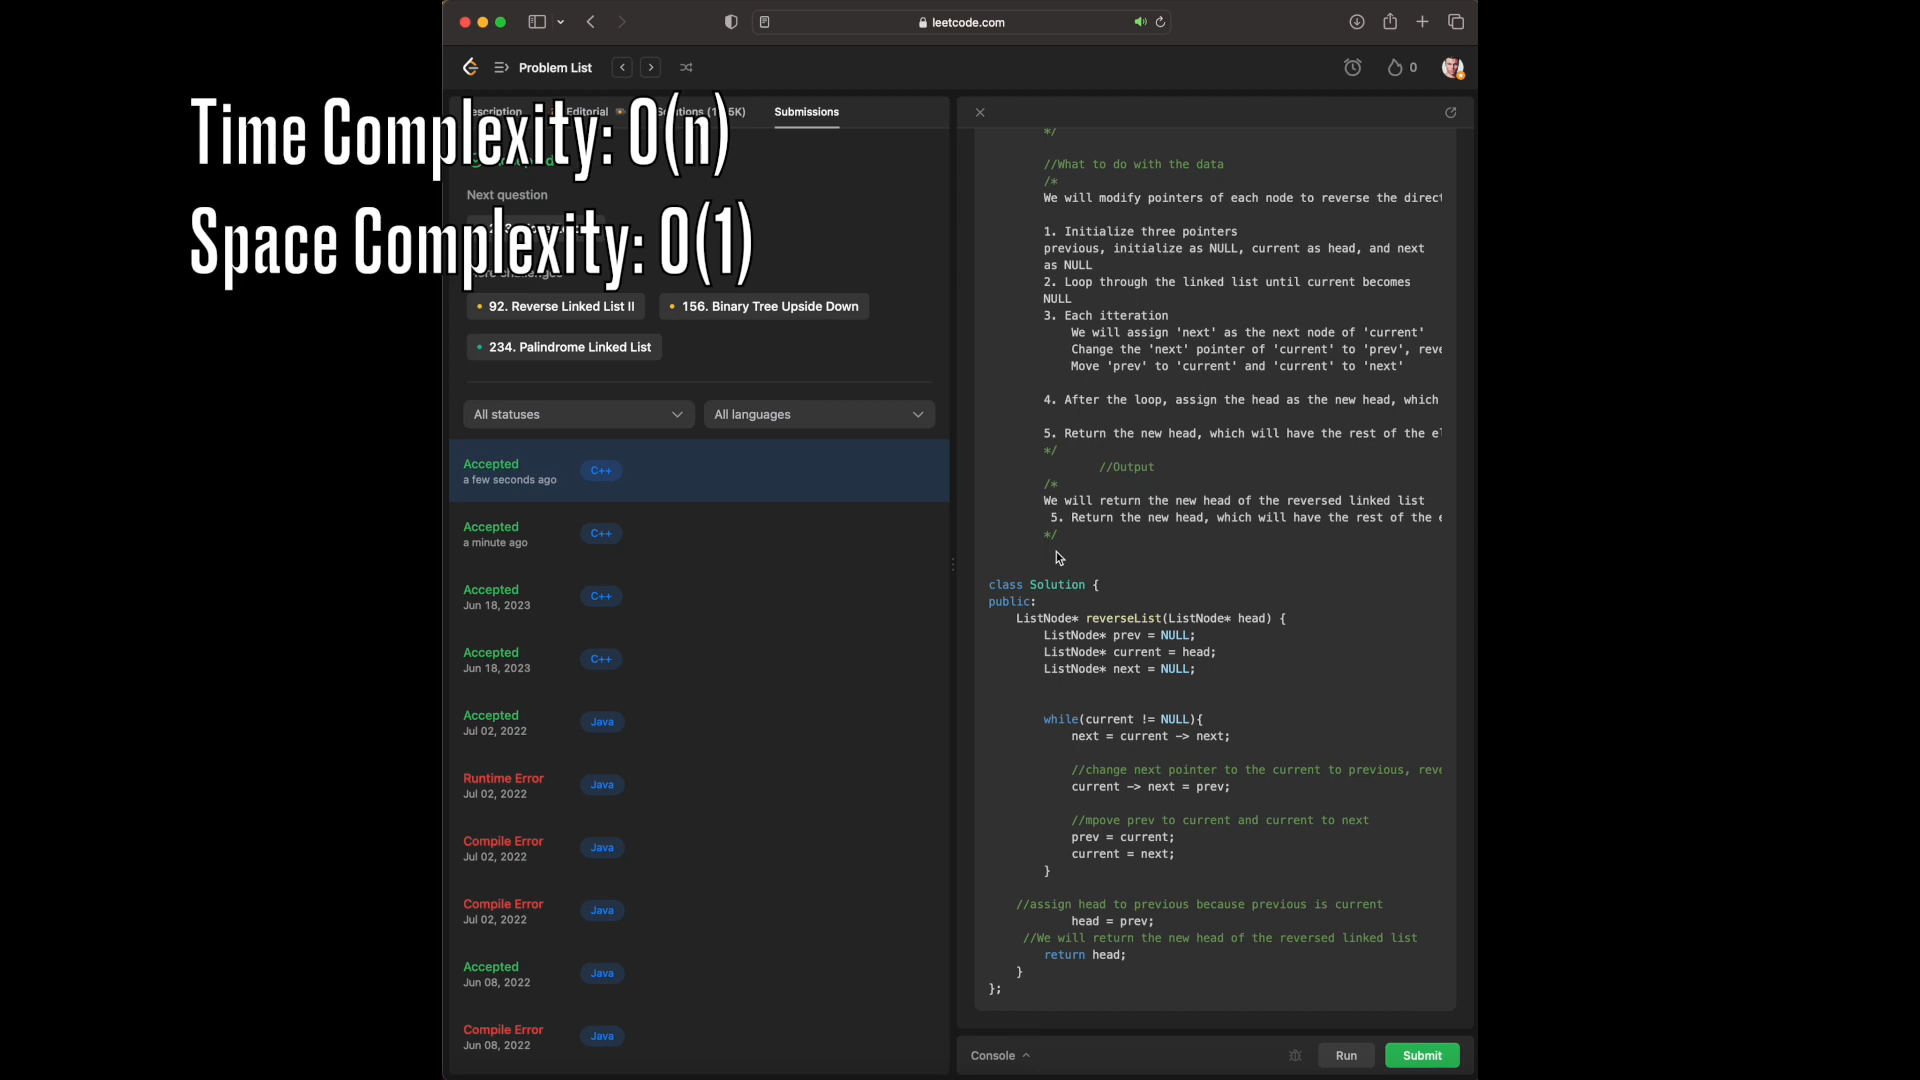 leetcode.com
Problem List
0
Editorial
Submissions
Time Complexity: O(n)
Next question
Space Complexity: O(1)
92. Reverse Linked List II
156. Binary Tree Upside Down
234. Palindrome Linked List
All statuses
All languages
Accepted
a few seconds ago
C++
Accepted
a minute ago
C++
Accepted
Jun 18, 2023
C++
Accepted
Jun 18, 2023
C++
Accepted
Jul 02, 2022
Java
Runtime Error
Jul 02, 2022
Java
Compile Error
Jul 02, 2022
Java
Compile Error
Jul 02, 2022
Java
Accepted
Jun 08, 2022
Java
Compile Error
Jun 08, 2022
Java
*/
//What to do with the data
/*
We will modify pointers of each node to reverse the direct
1. Initialize three pointers
previous, initialize as NULL, current as head, and next
as NULL
2. Loop through the linked list until current becomes
NULL
3. Each itteration
We will assign 'next' as the next node of 'current'
Change the 'next' pointer of 'current' to 'prev', reve
Move 'prev' to 'current' and 'current' to 'next'
4. After the loop, assign the head as the new head, which
5. Return the new head, which will have the rest of the el
*/
//Output
/*
We will return the new head of the reversed linked list
5. Return the new head, which will have the rest of the e
*/
class Solution {
public:
ListNode* reverseList(ListNode* head) {
ListNode* prev = NULL;
ListNode* current = head;
ListNode* next = NULL;
while(current != NULL){
next = current -> next;
//change next pointer to the current to previous, reve
current -> next = prev;
//mpove prev to current and current to next
prev = current;
current = next;
}
//assign head to previous because previous is current
head = prev;
//We will return the new head of the reversed linked list
return head;
}
};
Console
Run
Submit